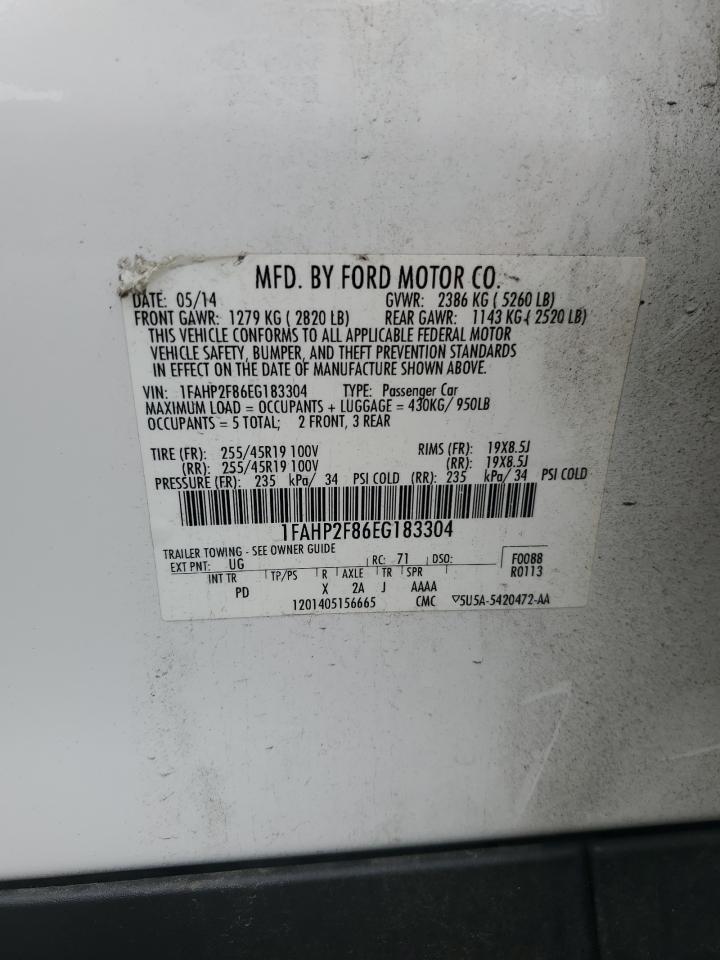 MFD. BY FORD MOTOR CO.
DATE: 05/14 GVWR: 2386 KG ( 5260 LB)
FRONT GAWR: 1279 KG ( 2820 LB) REAR GAWR: 1143 KG ( 2520 LB)
THIS VEHICLE CONFORMS TO ALL APPLICABLE FEDERAL MOTOR
VEHICLE SAFETY, BUMPER, AND THEFT PREVENTION STANDARDS
IN EFFECT ON THE DATE OF MANUFACTURE SHOWN ABOVE.
VIN: 1FAHP2F86EG183304 TYPE: Passenger Car
MAXIMUM LOAD = OCCUPANTS + LUGGAGE = 430KG/ 950LB
OCCUPANTS = 5 TOTAL; 2 FRONT, 3 REAR
TIRE (FR): 255/45R19 100V RIMS (FR): 19X8.5J
(RR): 255/45R19 100V (RR): 19X8.5J
PRESSURE (FR): 235 kPa/ 34 PSI COLD (RR): 235 kPa/ 34 PSI COLD
1FAHP2F86EG183304
TRAILER TOWING - SEE OWNER GUIDE
EXT PNT: UG RC: 71 DSO: F0088
R0113
INT TR TP/PS R AXLE TR SPR
PD X 2A J AAAA
1201405156665 CMC ▽5U5A-5420472-AA